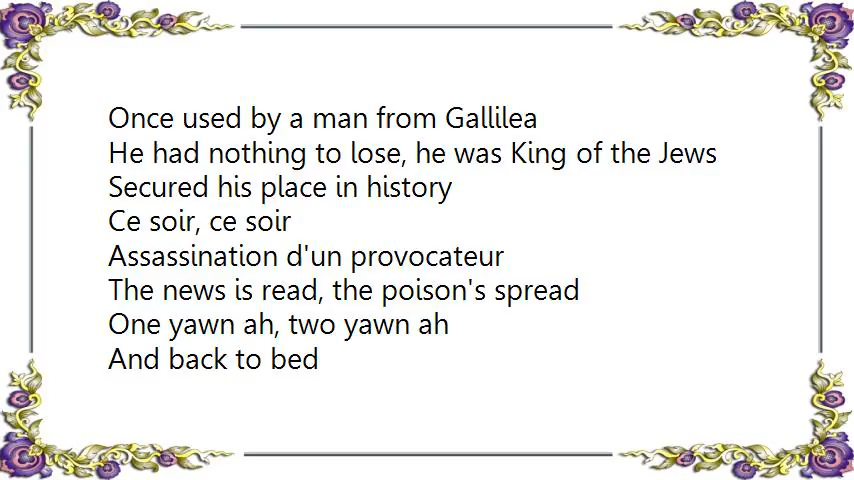 Once used by a man from Gallilea
He had nothing to lose, he was King of the Jews
Secured his place in history
Ce soir, ce soir
Assassination d'un provocateur
The news is read, the poison's spread
One yawn ah, two yawn ah
And back to bed